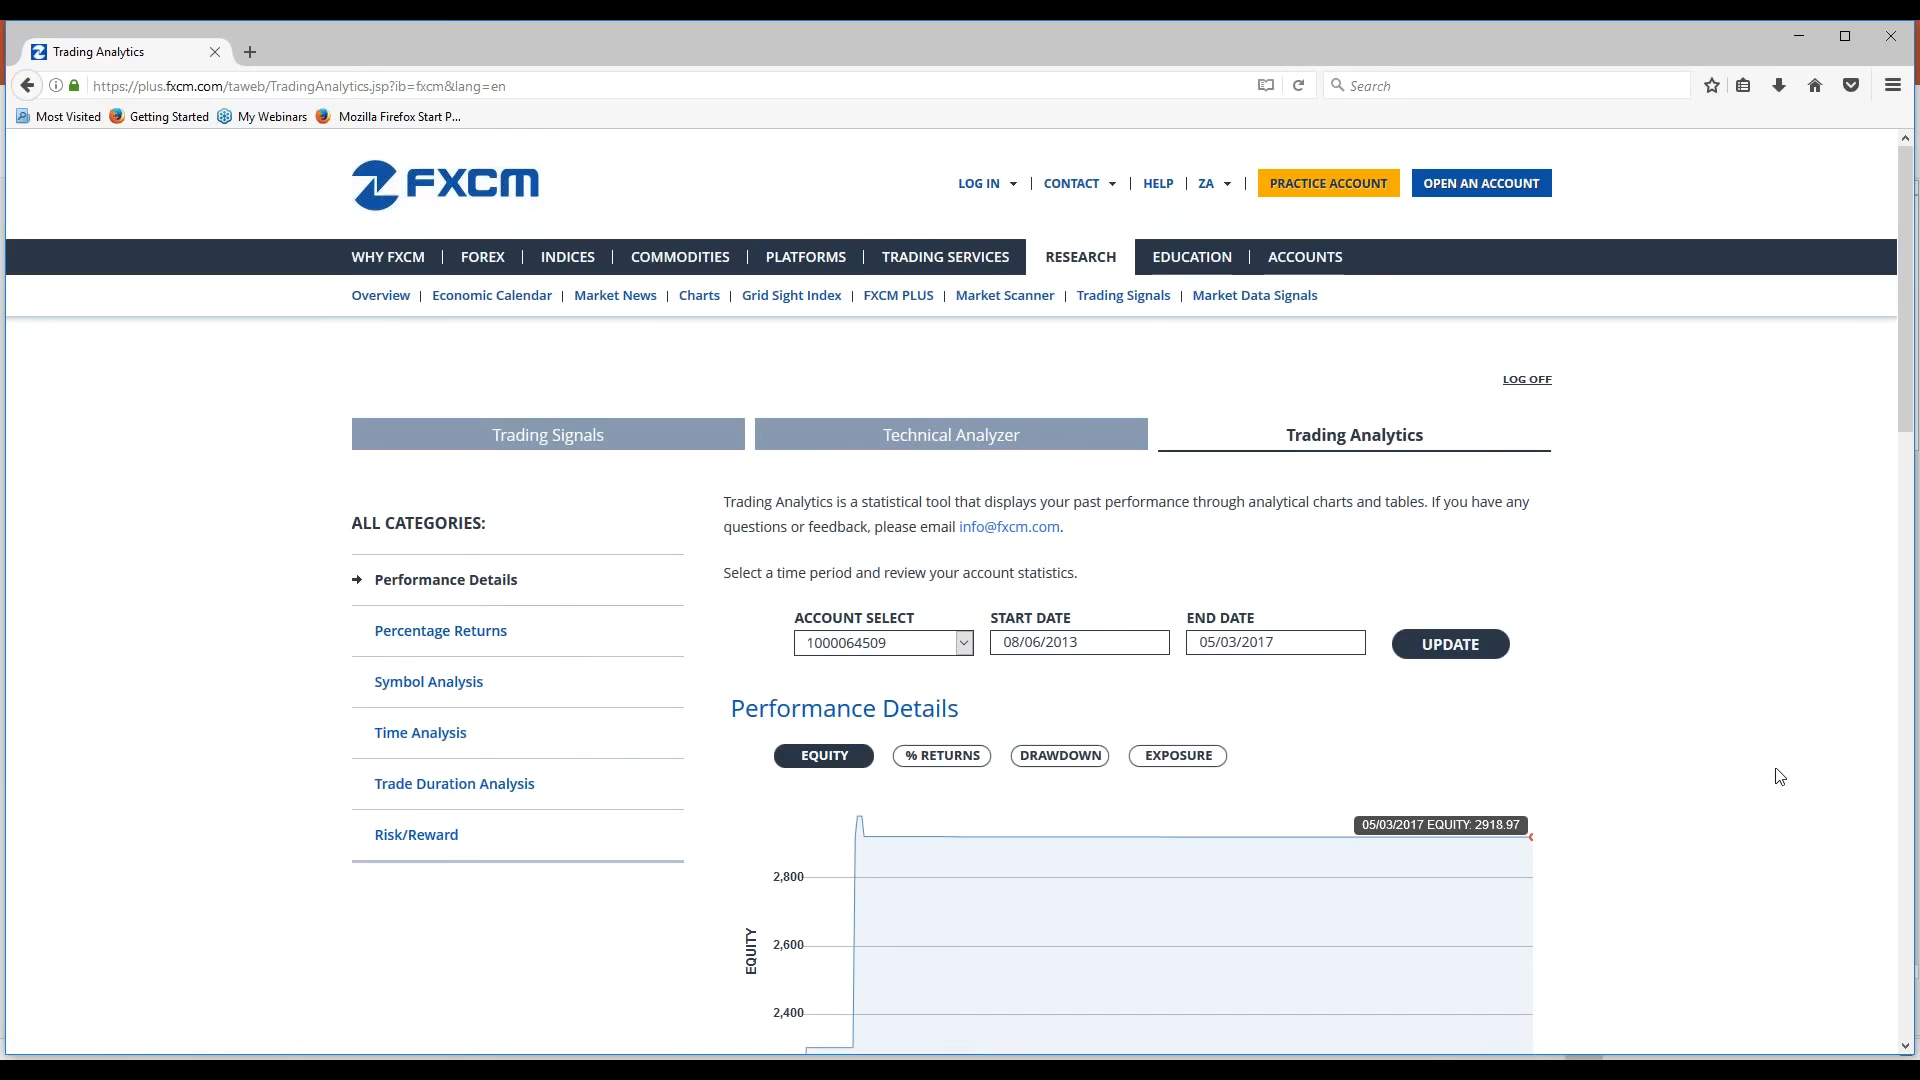 Trading Analytics
https://plus.fxcm.com/taweb/TradingAnalytics.jsp?ib=fxcm&lang=en
Search
Most Visited Getting Started My Webinars Mozilla Firefox Start P...
FXCM
LOG IN | CONTACT | HELP | ZA | PRACTICE ACCOUNT OPEN AN ACCOUNT
WHY FXCM | FOREX | INDICES | COMMODITIES | PLATFORMS | TRADING SERVICES RESEARCH EDUCATION | ACCOUNTS
Overview | Economic Calendar | Market News | Charts | Grid Sight Index | FXCM PLUS | Market Scanner | Trading Signals | Market Data Signals
LOG OFF
Trading Signals Technical Analyzer Trading Analytics
Trading Analytics is a statistical tool that displays your past performance through analytical charts and tables. If you have any
questions or feedback, please email info@fxcm.com.
Select a time period and review your account statistics.
ALL CATEGORIES:
Performance Details
Percentage Returns
Symbol Analysis
Time Analysis
Trade Duration Analysis
Risk/Reward
ACCOUNT SELECT START DATE END DATE
1000064509 08/06/2013 05/03/2017 UPDATE
Performance Details
EQUITY % RETURNS DRAWDOWN EXPOSURE
05/03/2017 EQUITY: 2918.97
2,800
2,600
2,400
EQUITY